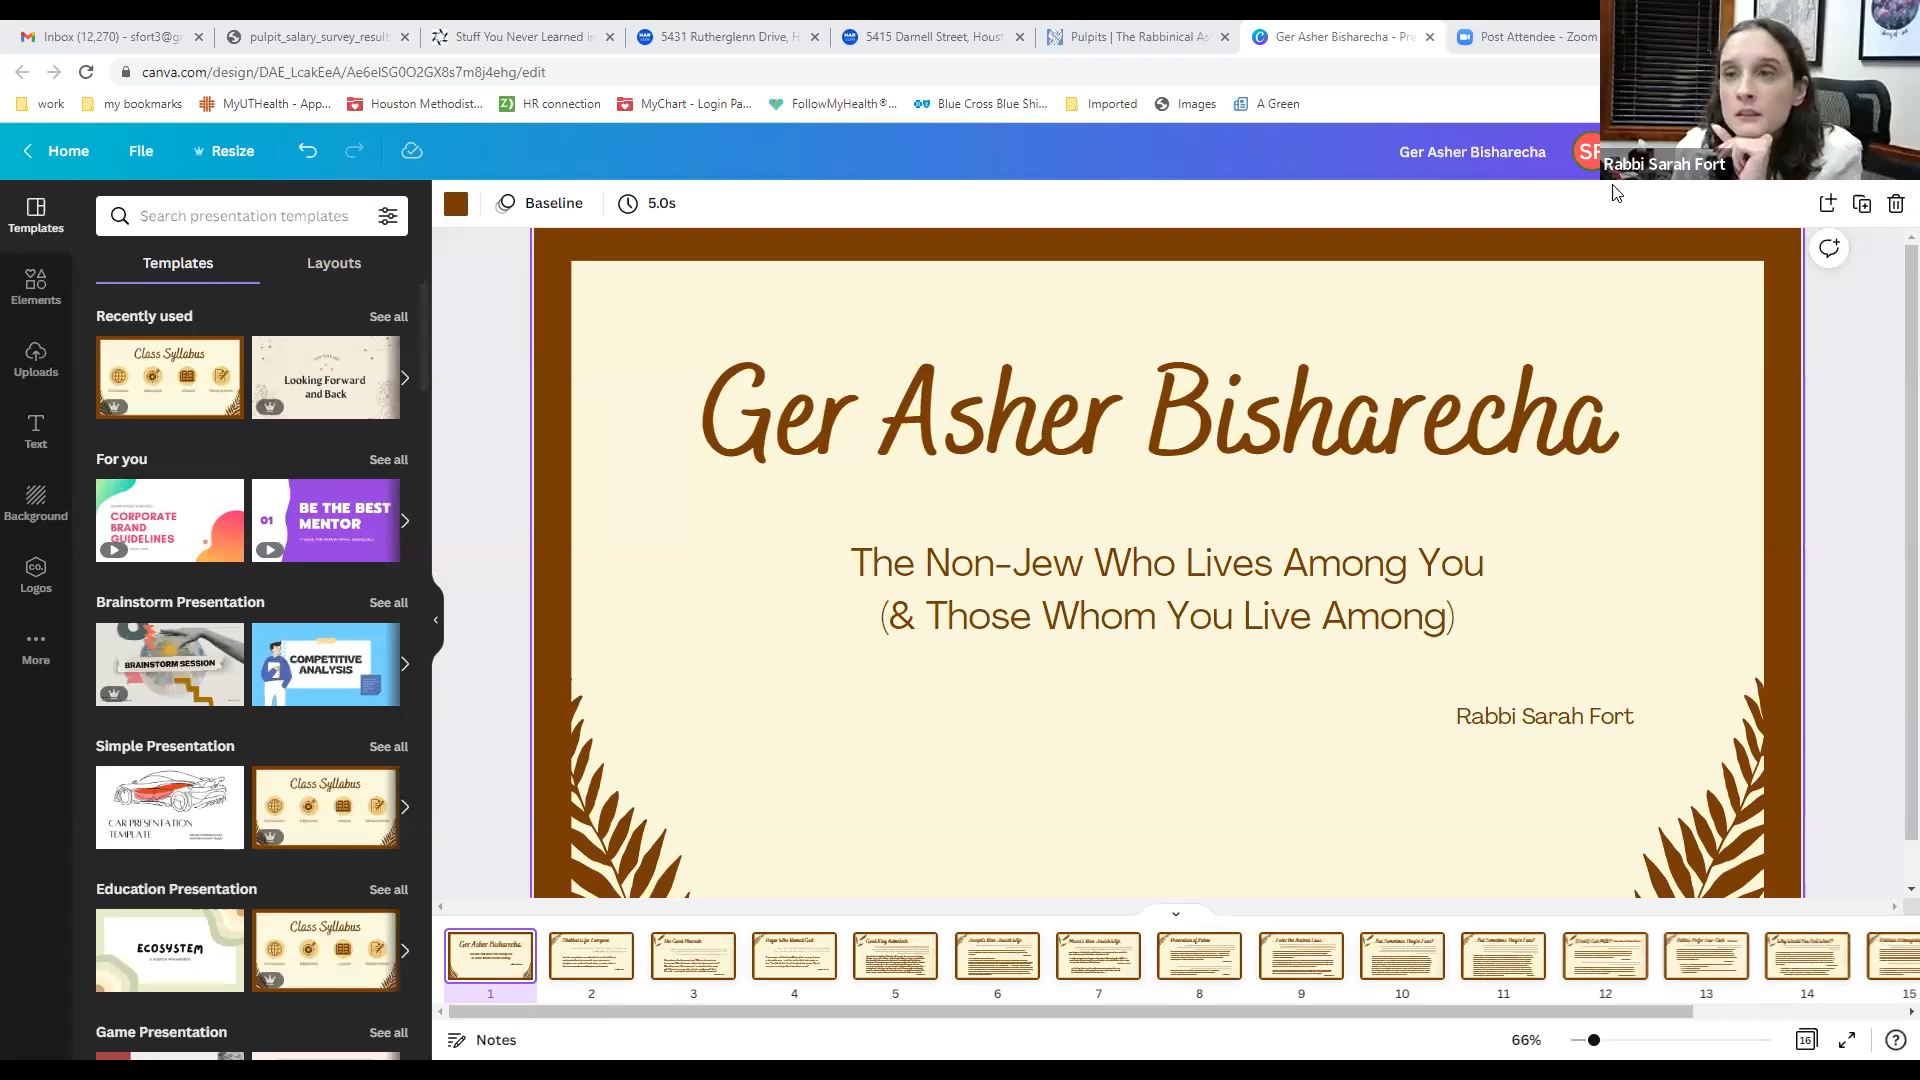 Inbox (12,270) - sfort3@gm
pulpit_salary_survey_result
Stuff You Never Learned in
5431 Rutherglenn Drive, H
5415 Darnell Street, Houst
Pulpits | The Rabbinical As
Ger Asher Bisharecha - Pre
Post Attendee - Zoom
canva.com/design/DAE_LcakEeA/Ae6eISG0O2GX8s7m8j4ehg/edit
work
my bookmarks
MyUTHealth - App...
Houston Methodist...
HR connection
MyChart - Login Pa...
FollowMyHealth®...
Blue Cross Blue Shi...
Imported
Images
A Green
Home
File
Resize
Ger Asher Bisharecha
SF
Rabbi Sarah Fort
Templates
Elements
Uploads
Text
Background
CO.
Logos
More
Search presentation templates
Templates
Layouts
Recently used
See all
Class Syllabus
Looking Forward
and Back
For you
See all
CORPORATE
BRAND
GUIDELINES
01
BE THE BEST
MENTOR
Brainstorm Presentation
See all
BRAINSTORM SESSION
COMPETITIVE
ANALYSIS
Simple Presentation
See all
CAR PRESENTATION
TEMPLATE
Class Syllabus
Education Presentation
See all
ECOSYSTEM
Class Syllabus
Game Presentation
See all
Baseline
5.0s
Ger Asher Bisharecha
The Non-Jew Who Lives Among You
(& Those Whom You Live Among)
Rabbi Sarah Fort
Ger Asher Bisharecha
1
2
3
4
5
6
7
8
9
10
11
12
13
14
15
Notes
66%
16
?